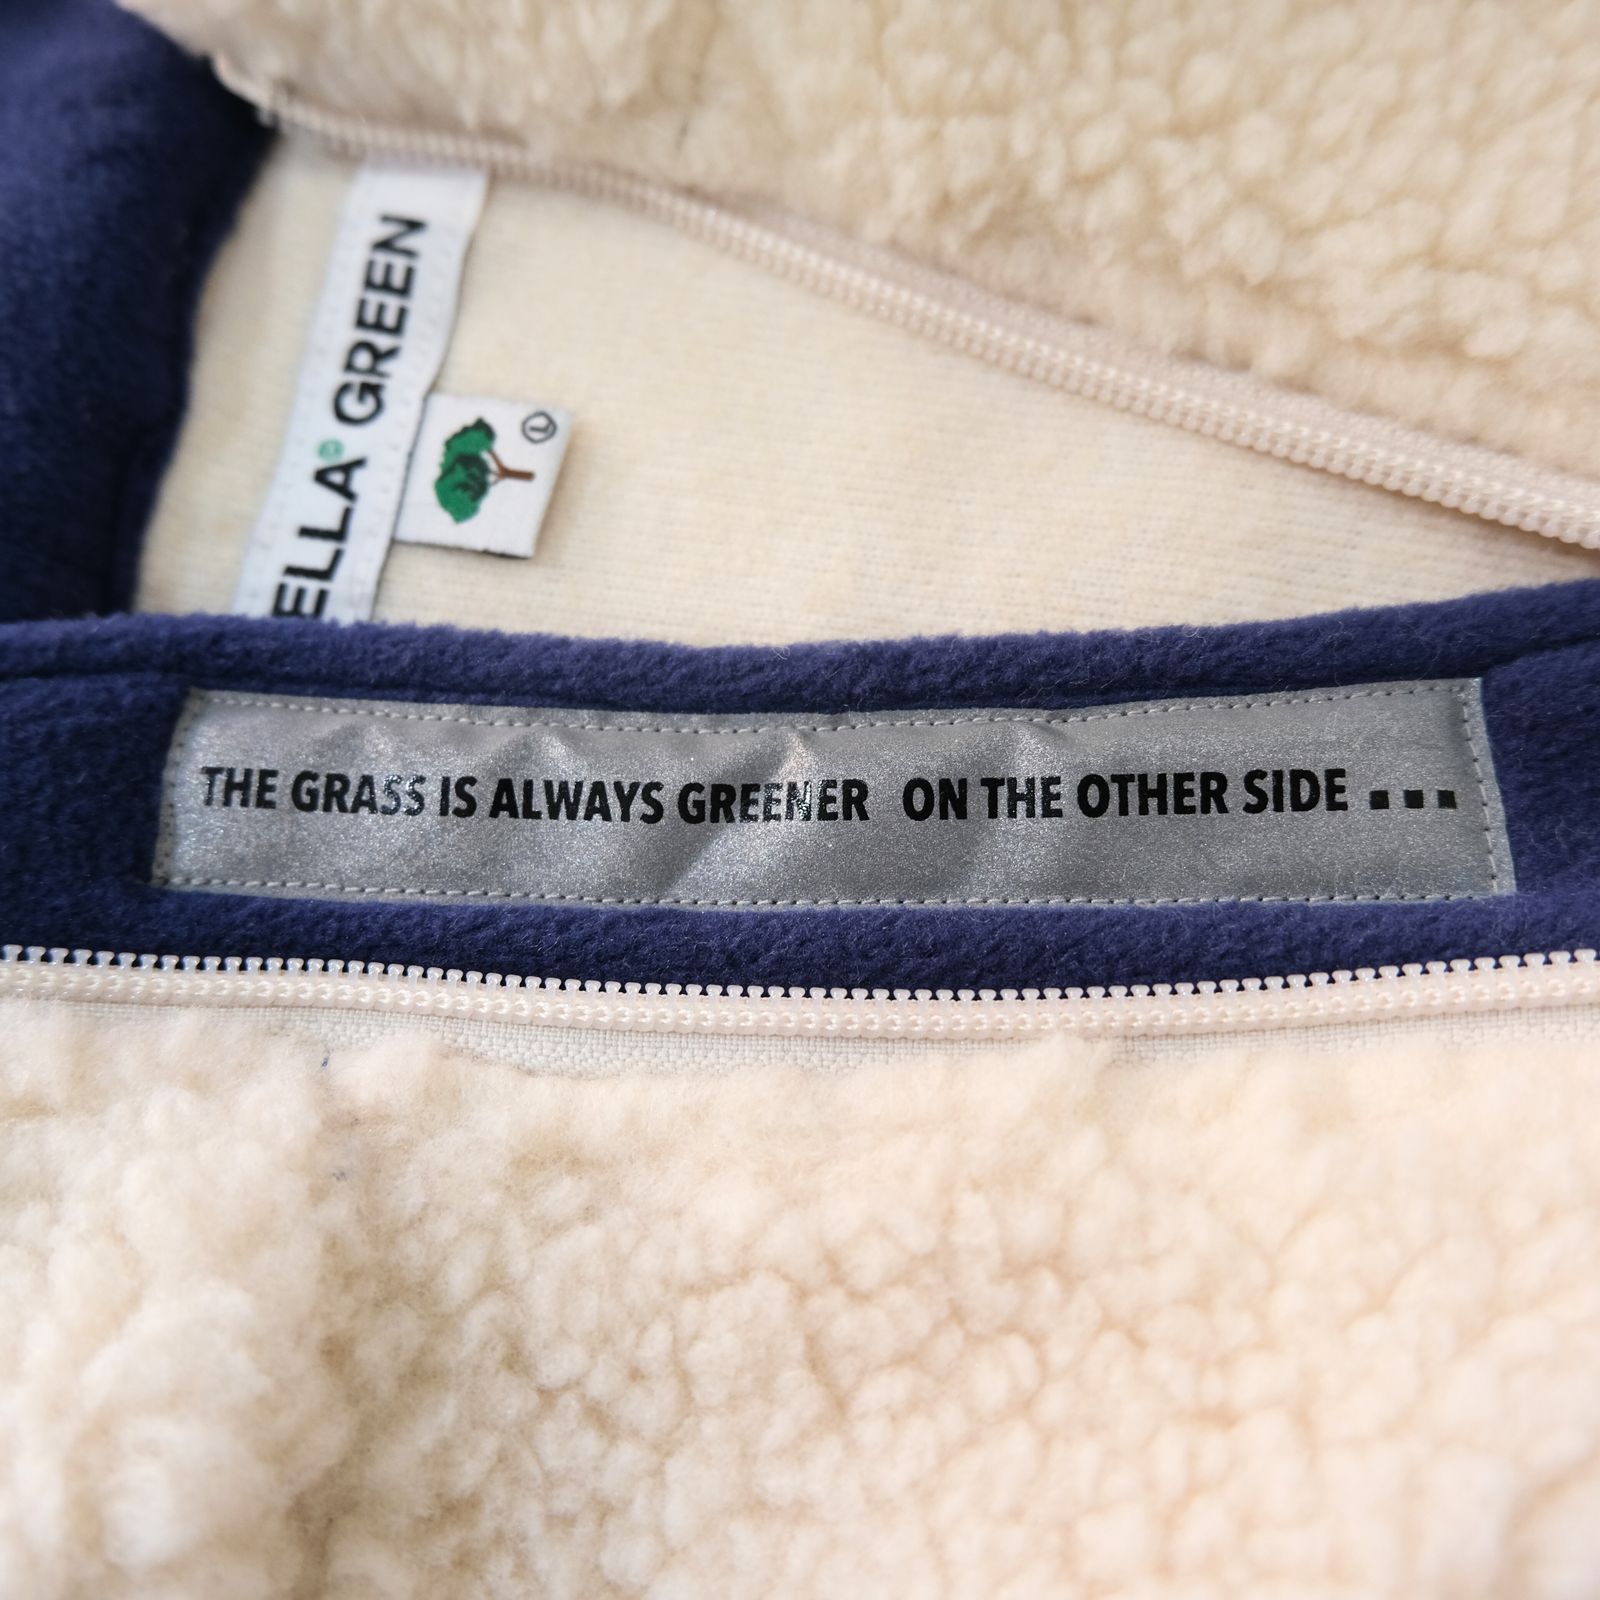 ELLA® GREEN
L
THE GRASS IS ALWAYS GREENER ON THE OTHER SIDE ...